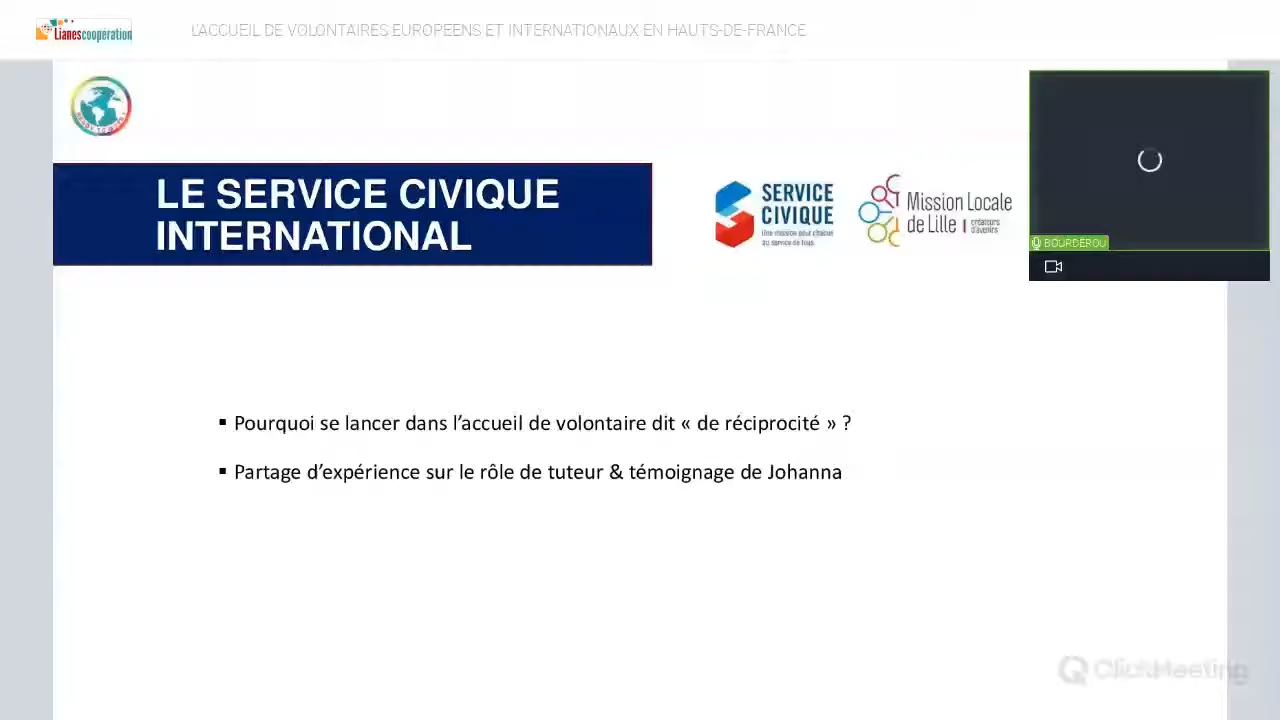 Lianescooperation
L'ACCUEIL DE VOLONTAIRES EUROPEENS ET INTERNATIONAUX EN HAUTS-DE-FRANCE
LE SERVICE CIVIQUE
INTERNATIONAL
SERVICE
CIVIQUE
Une mission pour chacun
au service de tous
Mission Locale
de Lille | créateurs
d'avenirs
BOURDEROU
▪ Pourquoi se lancer dans l'accueil de volontaire dit « de réciprocité » ?
▪ Partage d'expérience sur le rôle de tuteur & témoignage de Johanna
ClickMeeting